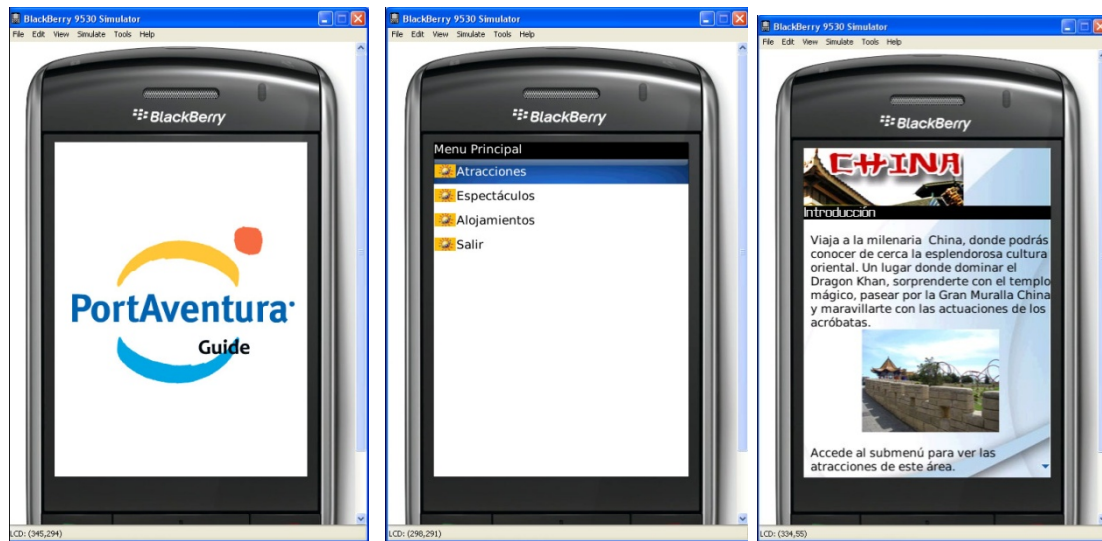 BlackBerry 9530 Simulator
File Edit View Simulate Tools Help
BlackBerry
PortAventura
Guide
LCD: (345,294)
BlackBerry 9530 Simulator
File Edit View Simulate Tools Help
BlackBerry
Menu Principal
Atracciones
Espectáculos
Alojamientos
Salir
LCD: (298,291)
BlackBerry 9530 Simulator
File Edit View Simulate Tools Help
BlackBerry
CHINA
Introducción
Viaja a la milenaria China, donde podrás
conocer de cerca la esplendorosa cultura
oriental. Un lugar donde dominar el
Dragon Khan, sorprenderte con el templo
mágico, pasear por la Gran Muralla China
y maravillarte con las actuaciones de los
acróbatas.
Accede al submenú para ver las
atracciones de este área.
LCD: (334,55)